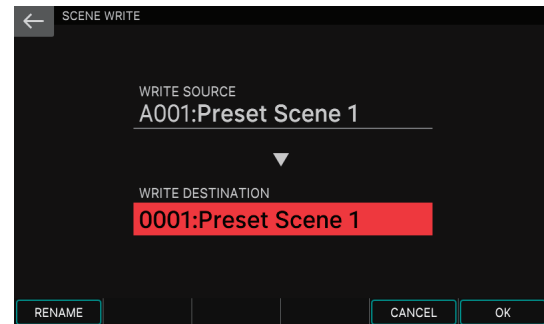 SCENE WRITE
WRITE SOURCE
A001:Preset Scene 1
WRITE DESTINATION
0001:Preset Scene 1
RENAME CANCEL OK